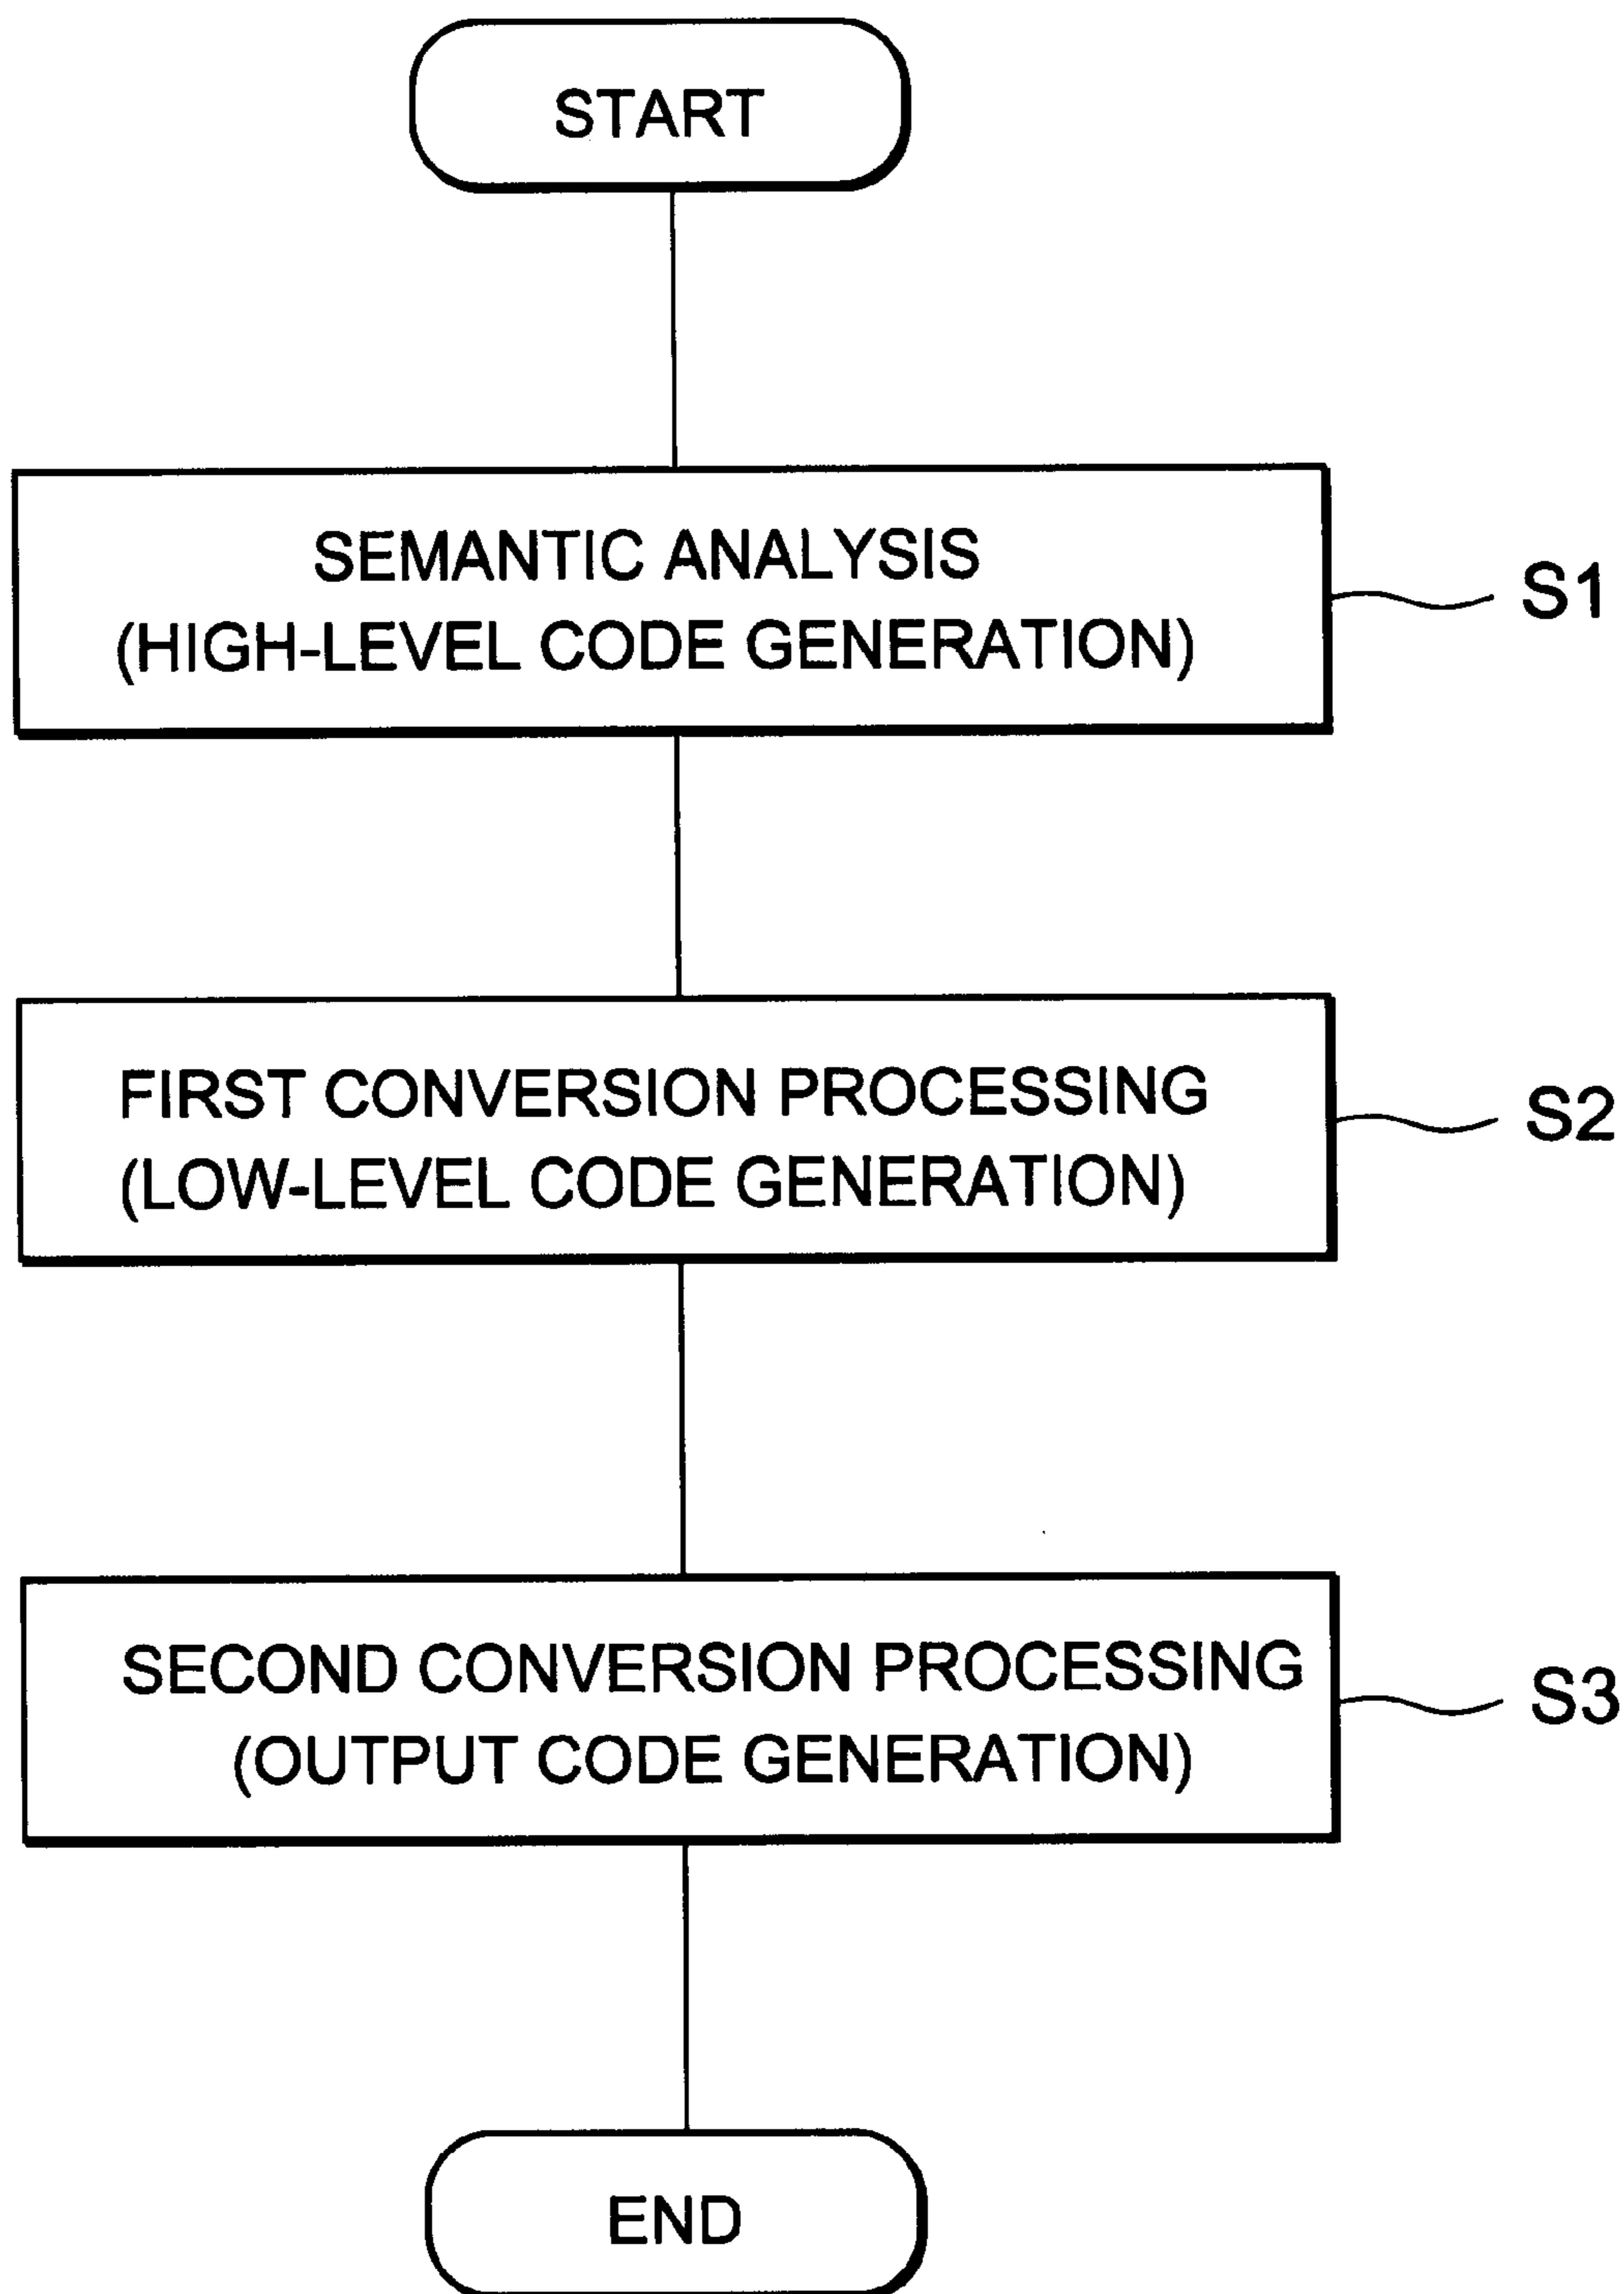 START
SEMANTIC ANALYSIS
(HIGH-LEVEL CODE GENERATION)
S1
FIRST CONVERSION PROCESSING
(LOW-LEVEL CODE GENERATION)
S2
SECOND CONVERSION PROCESSING
(OUTPUT CODE GENERATION)
S3
END